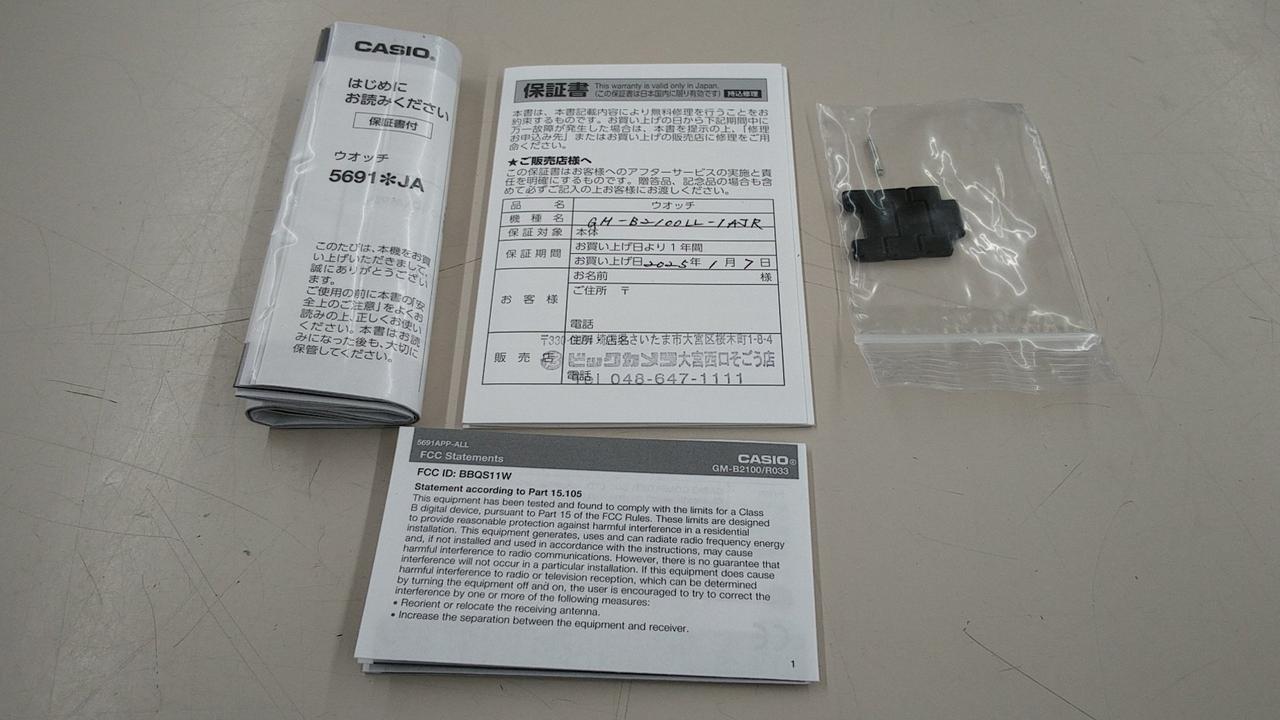 CASIO®
はじめに
お読みください
保証書付
ウオッチ
5691✻JA
このたびは、本機をお買
い上げいただきまして、
誠にありがとうござい
ます。
ご使用の前に本書の「安
全上のご注意」をよくお
読みの上、正しくお使い
ください。本書はお読
みになった後も、大切に
保管してください。
保証書 This warranty is valid only in Japan.
(この保証書は日本国内に限り有効です) 持込修理
本書は、本書記載内容により無料修理を行うことをお
約束するものです。お買い上げの日から下記期間中に
万一故障が発生した場合は、本書を提示の上、「修理
お申込み先」またはお買い上げの販売店に修理をご用
命ください。
★ご販売店様へ
この保証書はお客様へのアフターサービスの実施と責
任を明確にするものです。贈答品、記念品の場合も含
めて必ずご記入の上お客様にお渡しください。
品名 ウオッチ
機種名 GM-B2100LL-1AJR
保証対象 本体
保証期間 お買い上げ日より1年間
お買い上げ日 2025年 1月 7日
お客様 お名前 様
ご住所 〒
電話
販売店 住所・店名
〒330- さいたま市大宮区桜木町1-8-4
ビックカメラ大宮西口そごう店
電話
048-647-1111
5691APP-ALL
FCC Statements
CASIO®
GM-B2100/R033
FCC ID: BBQS11W
Statement according to Part 15.105
This equipment has been tested and found to comply with the limits for a Class
B digital device, pursuant to Part 15 of the FCC Rules. These limits are designed
to provide reasonable protection against harmful interference in a residential
installation. This equipment generates, uses and can radiate radio frequency energy
and, if not installed and used in accordance with the instructions, may cause
harmful interference to radio communications. However, there is no guarantee that
interference will not occur in a particular installation. If this equipment does cause
harmful interference to radio or television reception, which can be determined
by turning the equipment off and on, the user is encouraged to try to correct the
interference by one or more of the following measures:
• Reorient or relocate the receiving antenna.
• Increase the separation between the equipment and receiver.
1